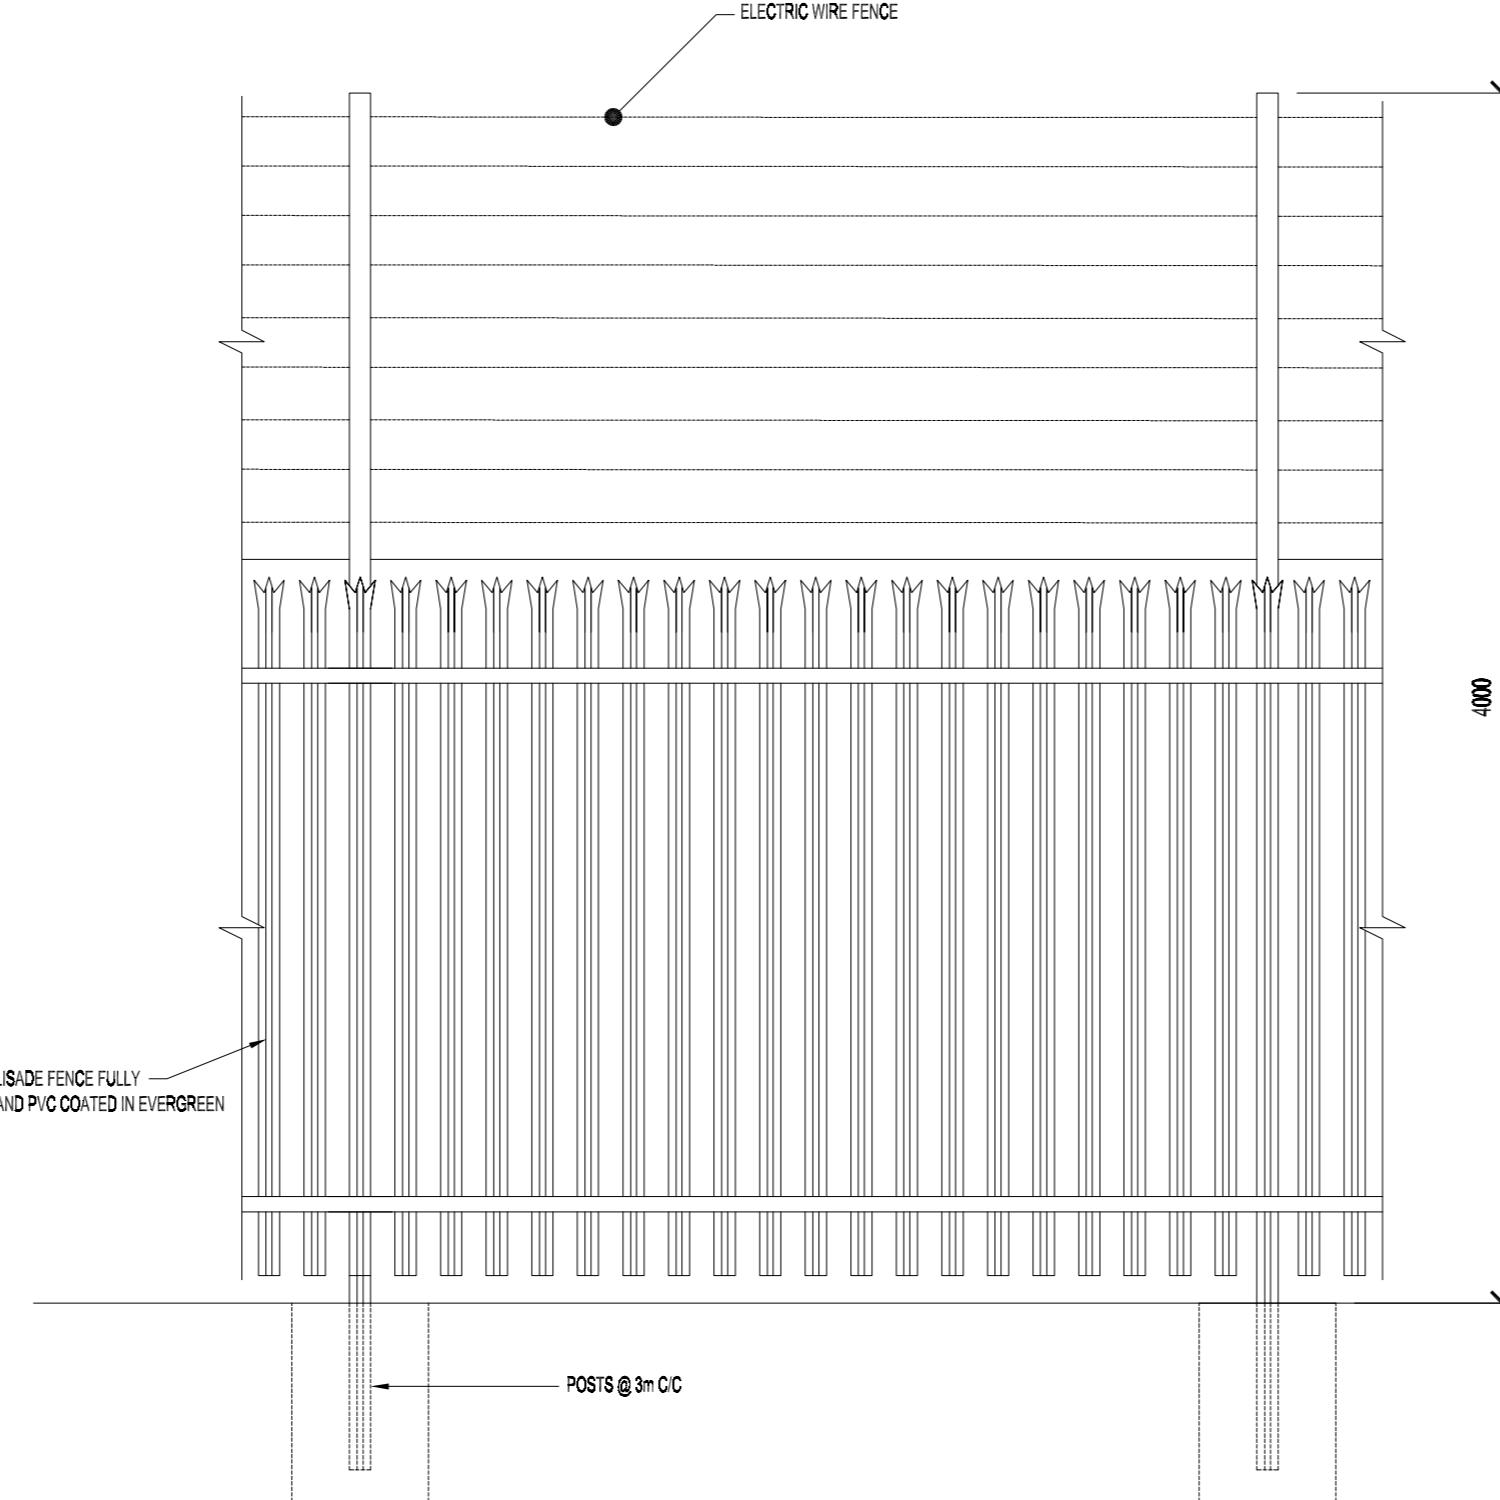 ELECTRIC WIRE FENCE
4000
LISADE FENCE FULLY
AND PVC COATED IN EVERGREEN
POSTS @ 3m C/C